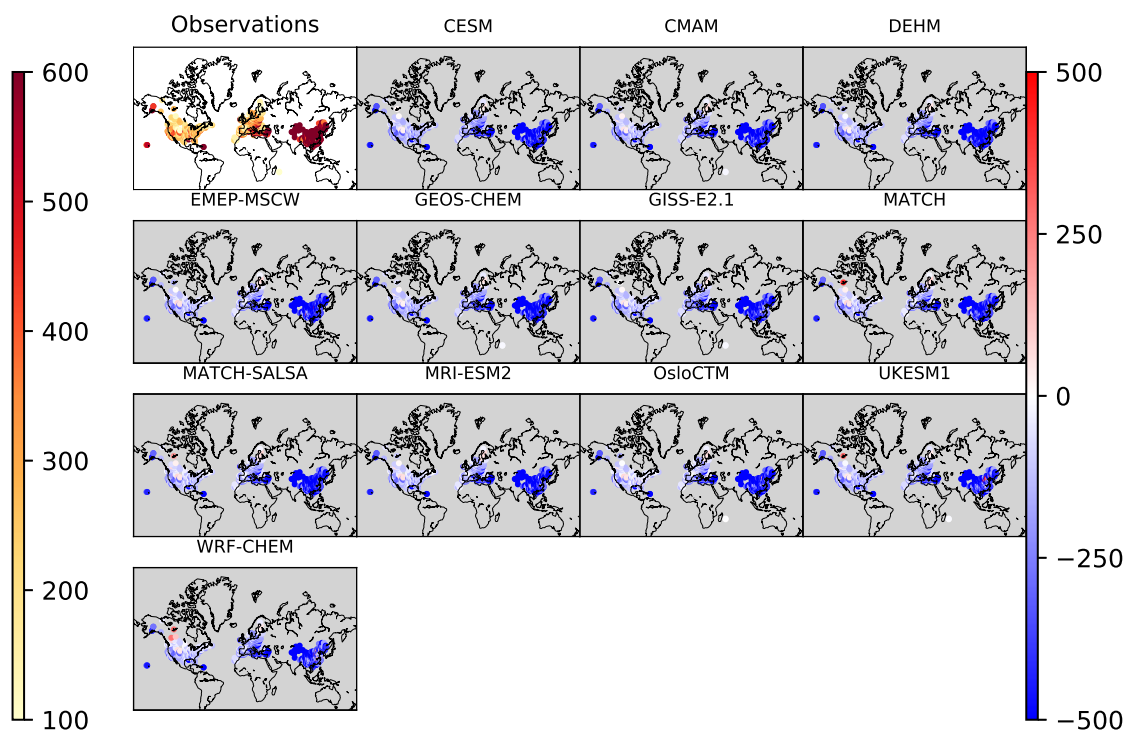 Observations CESM CMAM DEHM
600 500
500 250
400 0
300 −250
200 −500
100
EMEP-MSCW GEOS-CHEM GISS-E2.1 MATCH
MATCH-SALSA MRI-ESM2 OsloCTM UKESM1
WRF-CHEM